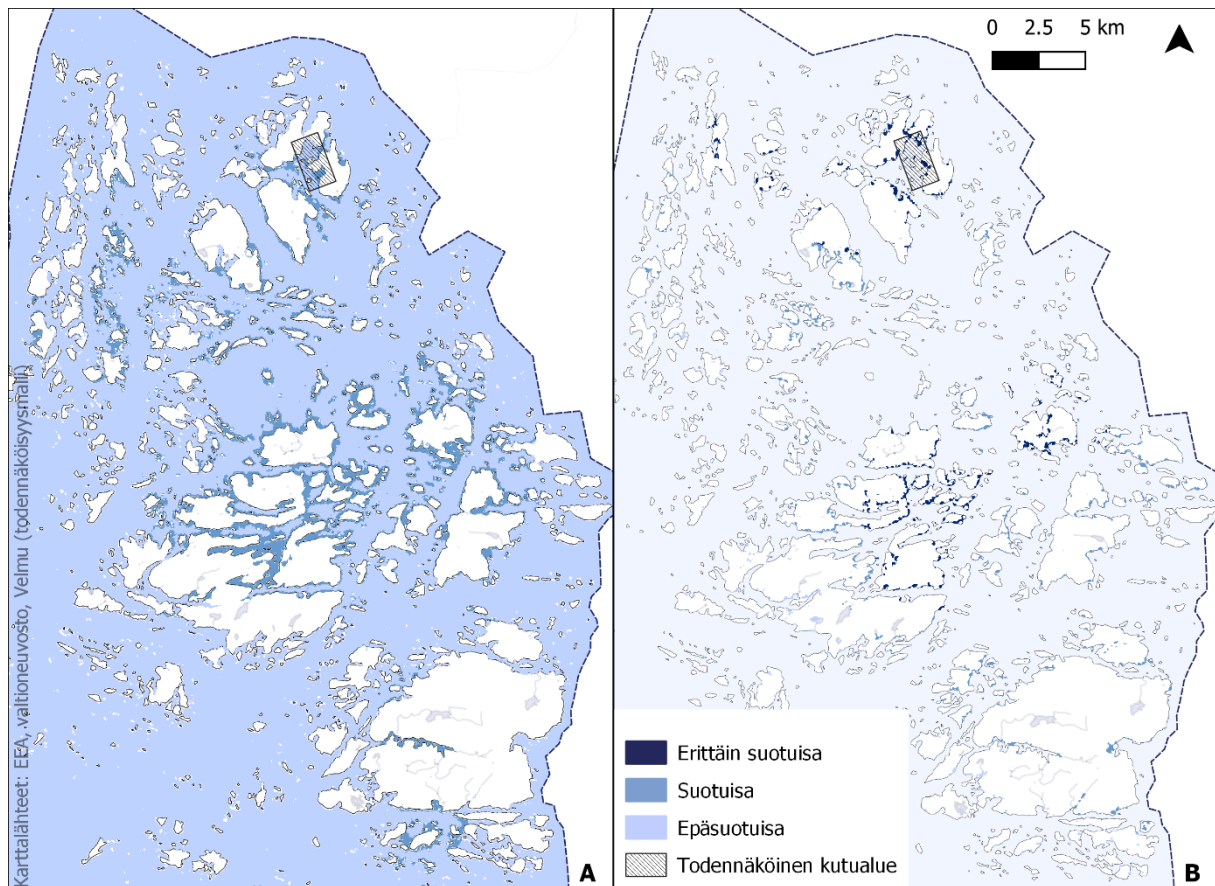 0 2.5 5 km
Karttalähteet: EEA, valtioneuvosto, Velmu (todennäköisyysmalli)
Erittäin suotuisa
Suotuisa
Epäsuotuisa
Todennäköinen kutualue
A
B